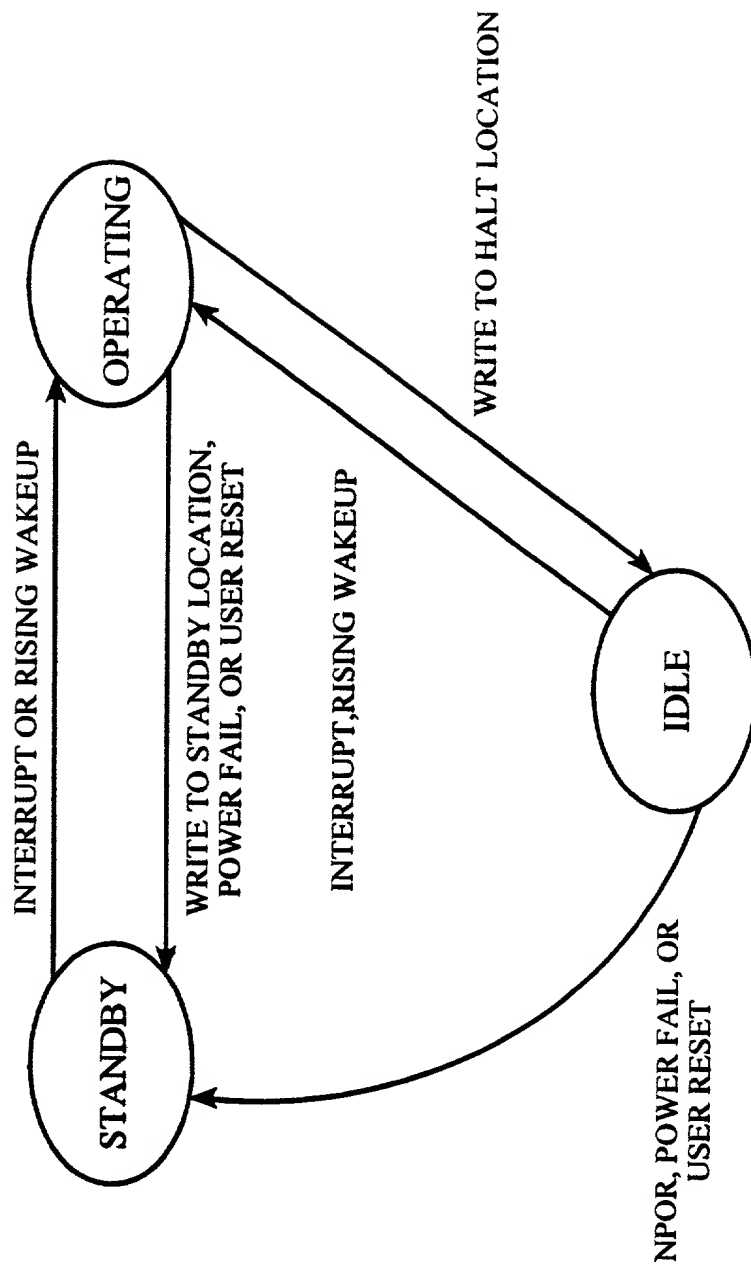 INTERRUPT OR RISING WAKEUP
STANDBY
OPERATING
WRITE TO STANDBY LOCATION,
POWER FAIL, OR USER RESET
INTERRUPT,RISING WAKEUP
WRITE TO HALT LOCATION
IDLE
NPOR, POWER FAIL, OR
USER RESET